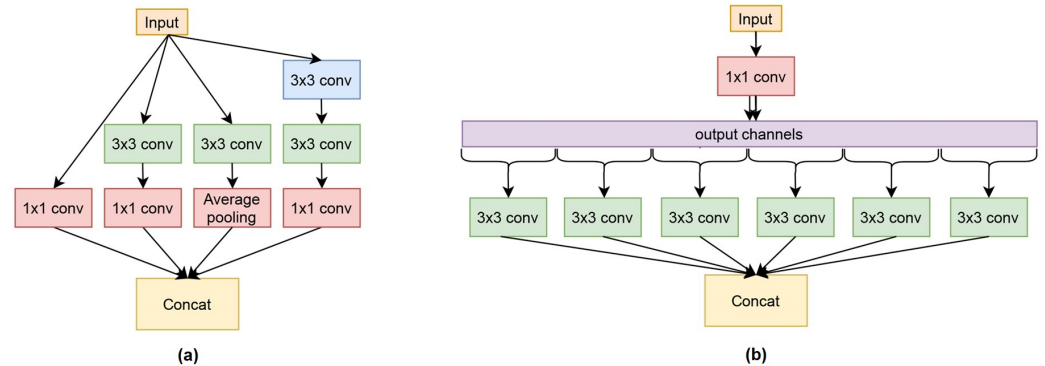 Input
3x3 conv
3x3 conv
3x3 conv
3x3 conv
1x1 conv
1x1 conv
Average
pooling
1x1 conv
Concat
(a)
Input
1x1 conv
output channels
3x3 conv
3x3 conv
3x3 conv
3x3 conv
3x3 conv
3x3 conv
Concat
(b)